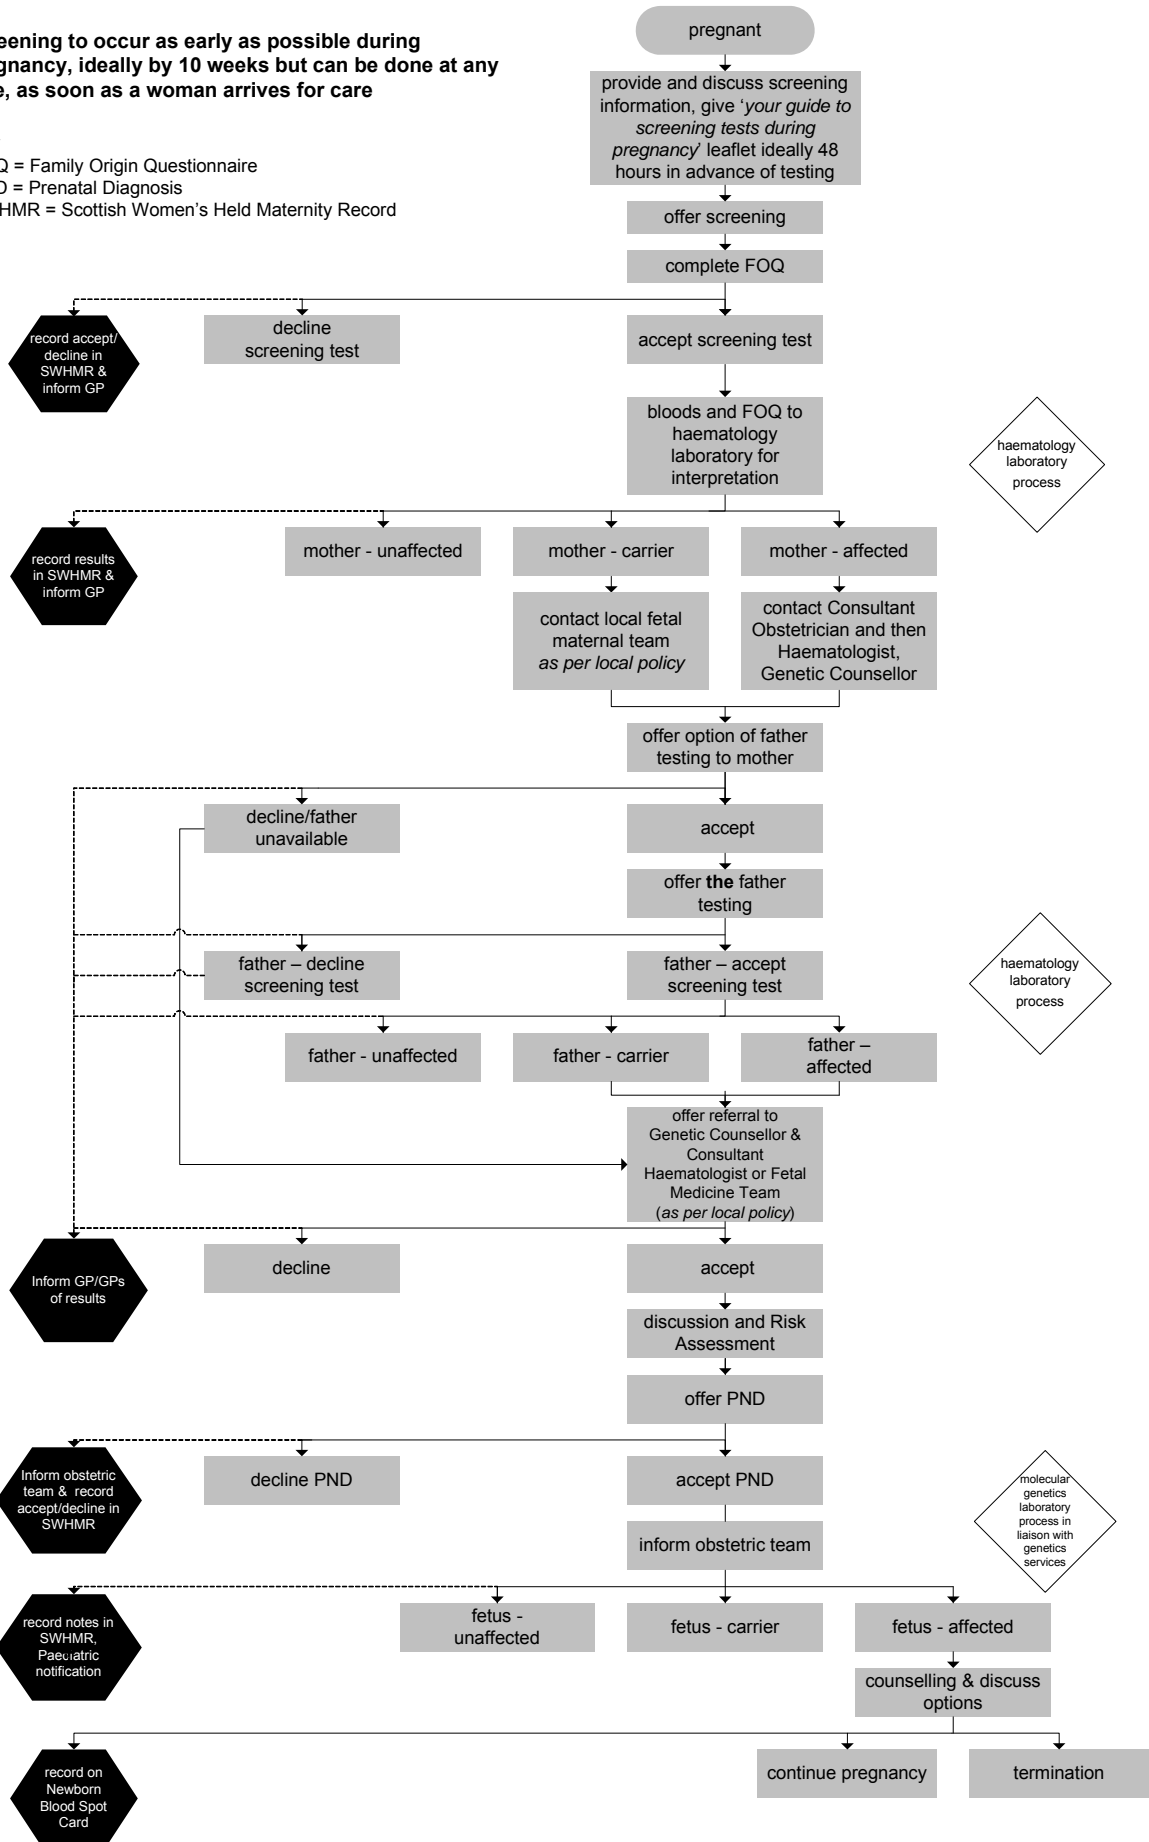 pregnant
eening to occur as early as possible during
gnancy, ideally by 10 weeks but can be done at any
e, as soon as a woman arrives for care
Q = Family Origin Questionnaire
D = Prenatal Diagnosis
HMR = Scottish Women's Held Maternity Record
provide and discuss screening
information, give 'your guide to
screening tests during
pregnancy' leaflet ideally 48
hours in advance of testing
offer screening
complete FOQ
record accept/
decline in
SWHMR &
inform GP
decline
screening test
accept screening test
bloods and FOQ to
haematology
laboratory for
interpretation
haematology
laboratory
process
record results
in SWHMR &
inform GP
mother - unaffected
mother - carrier
mother - affected
contact local fetal
maternal team
as per local policy
contact Consultant
Obstetrician and then
Haematologist,
Genetic Counsellor
offer option of father
testing to mother
decline/father
unavailable
accept
offer the father
testing
father – decline
screening test
father – accept
screening test
haematology
laboratory
process
father - unaffected
father - carrier
father –
affected
offer referral to
Genetic Counsellor &
Consultant
Haematologist or Fetal
Medicine Team
(as per local policy)
Inform GP/GPs
of results
decline
accept
discussion and Risk
Assessment
offer PND
Inform obstetric
team & record
accept/decline in
SWHMR
decline PND
accept PND
molecular
genetics
laboratory
process in
liaison with
genetics
services
inform obstetric team
record notes in
SWHMR,
Paediatric
notification
fetus -
unaffected
fetus - carrier
fetus - affected
counselling & discuss
options
record on
Newborn
Blood Spot
Card
continue pregnancy
termination